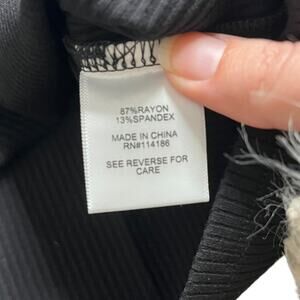 87%RAYON
13%SPANDEX
MADE IN CHINA
RN#114186
SEE REVERSE FOR
CARE